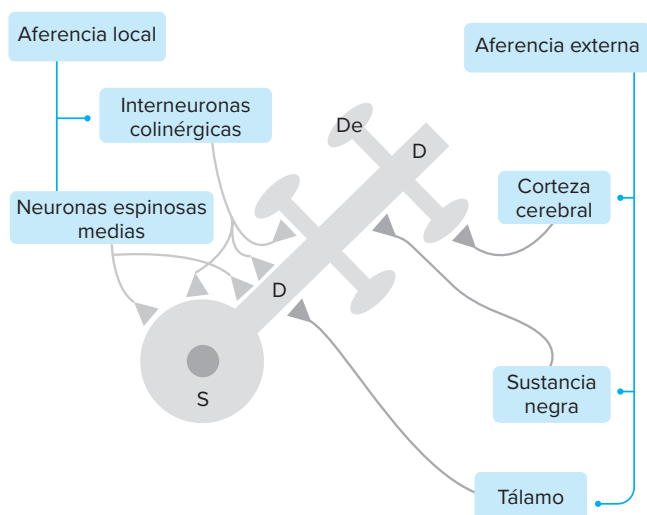 Aferencia local
Aferencia externa
Interneuronas
colinérgicas
De
D
Corteza
cerebral
Neuronas espinosas
medias
D
S
Sustancia
negra
Tálamo